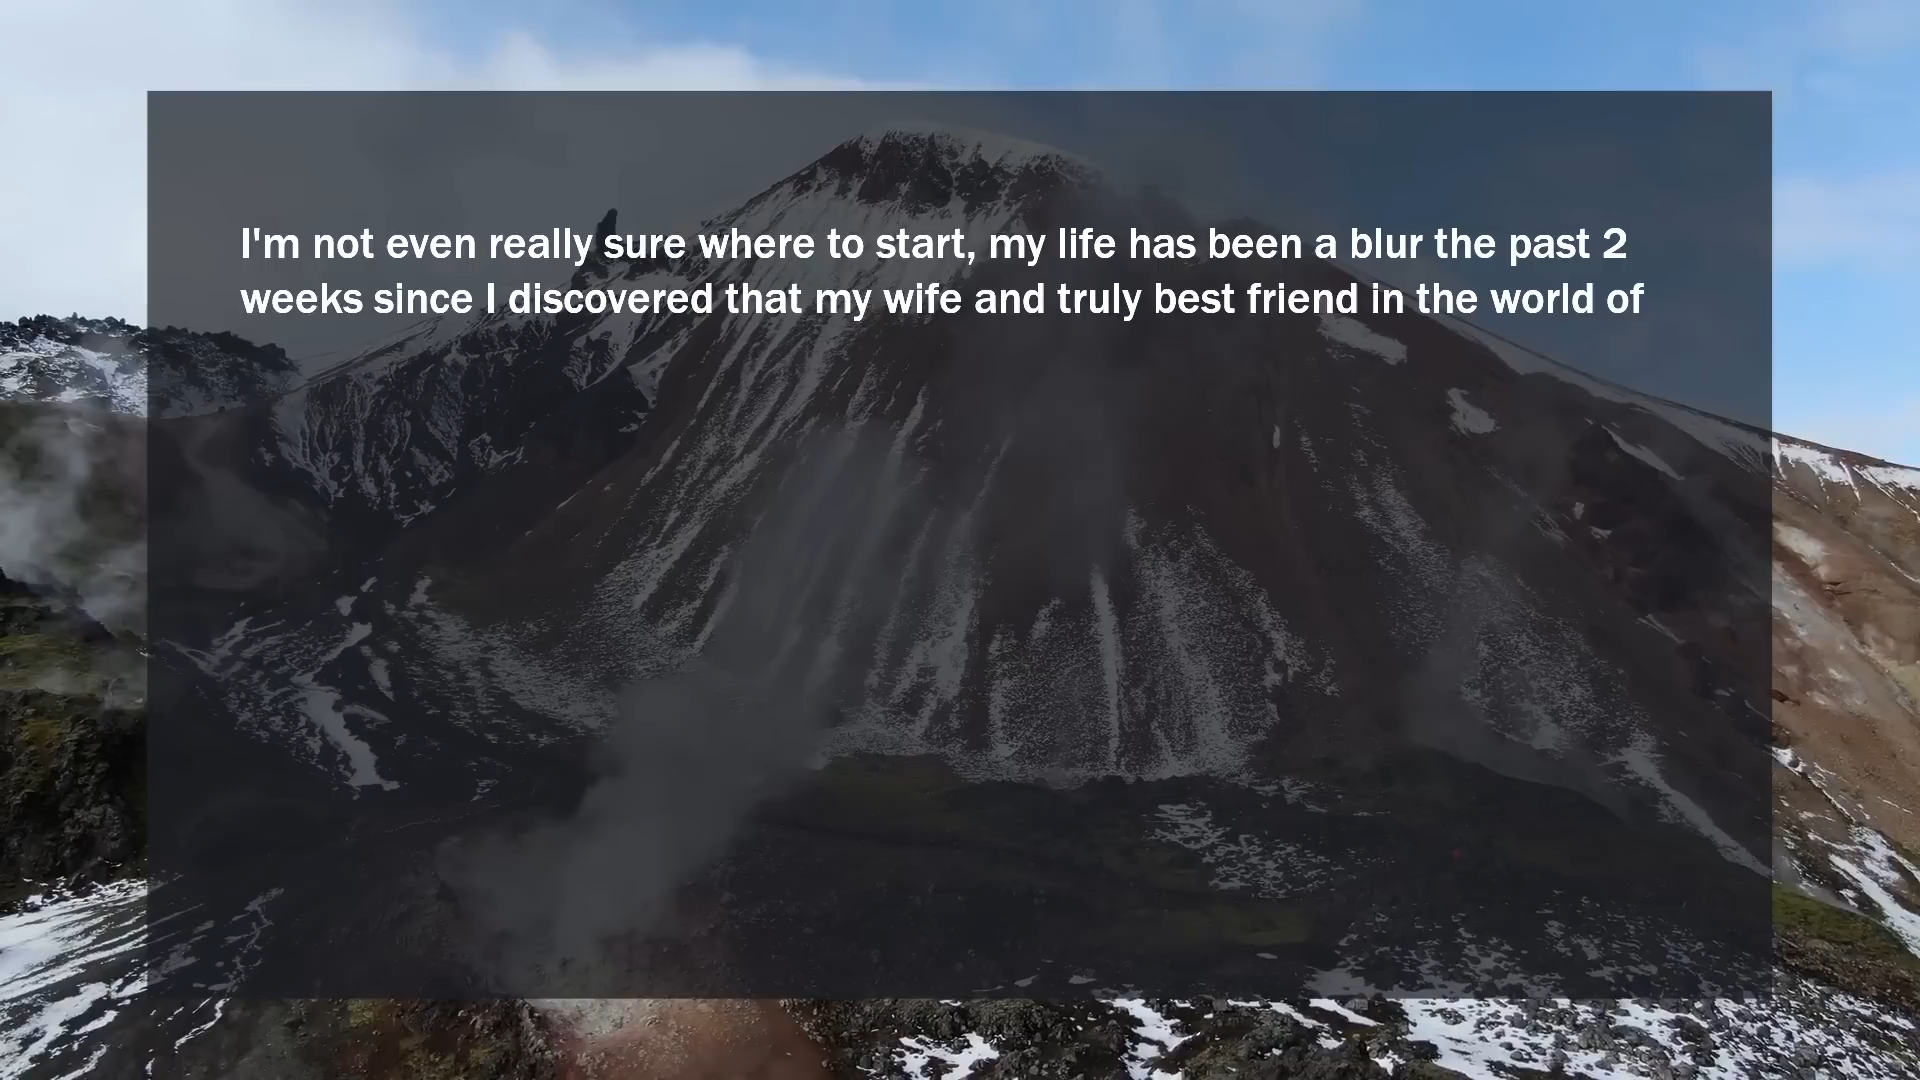 I'm not even really sure where to start, my life has been a blur the past 2
weeks since I discovered that my wife and truly best friend in the world of